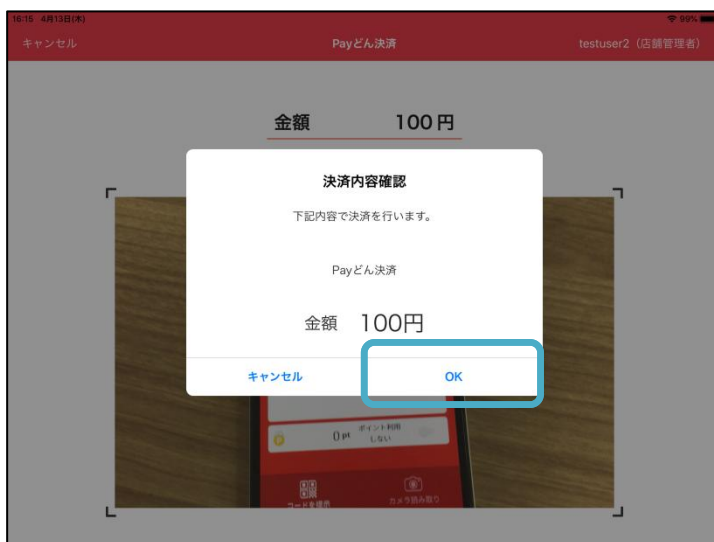 16:15 4月13日(木) 99%
キャンセル Payどん決済 testuser2（店舗管理者）
金額 100 円
決済内容確認
下記内容で決済を行います。
Payどん決済
金額 100円
キャンセル OK
0 pt ポイント利用
しない
コードを提示 カメラ読み取り